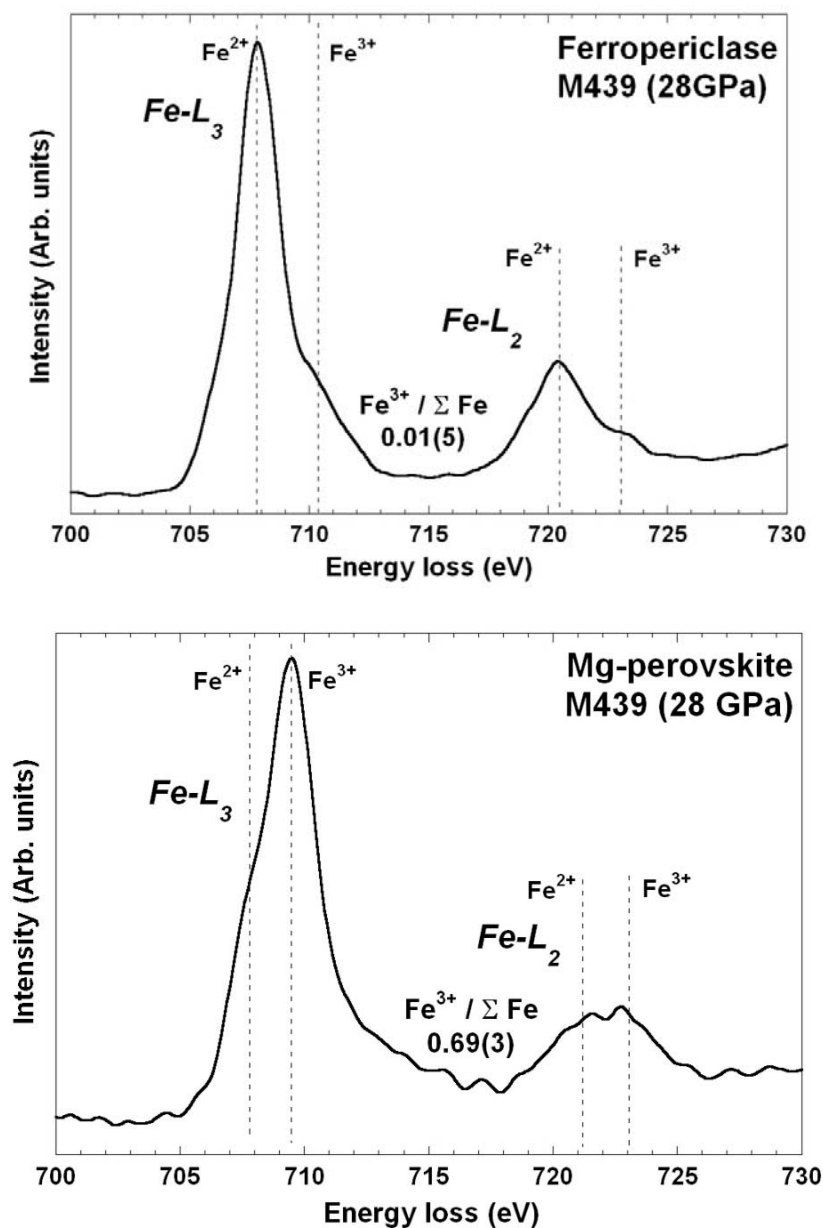 Ferropericlase
M439 (28GPa)
Fe²⁺
Fe³⁺
Fe-L₃
Fe²⁺
Fe³⁺
Fe-L₂
Fe³⁺ / Σ Fe
0.01(5)
Intensity (Arb. units)
700 705 710 715 720 725 730
Energy loss (eV)
Mg-perovskite
M439 (28 GPa)
Fe²⁺
Fe³⁺
Fe-L₃
Fe²⁺
Fe³⁺
Fe-L₂
Fe³⁺ / Σ Fe
0.69(3)
Intensity (Arb. units)
700 705 710 715 720 725 730
Energy loss (eV)